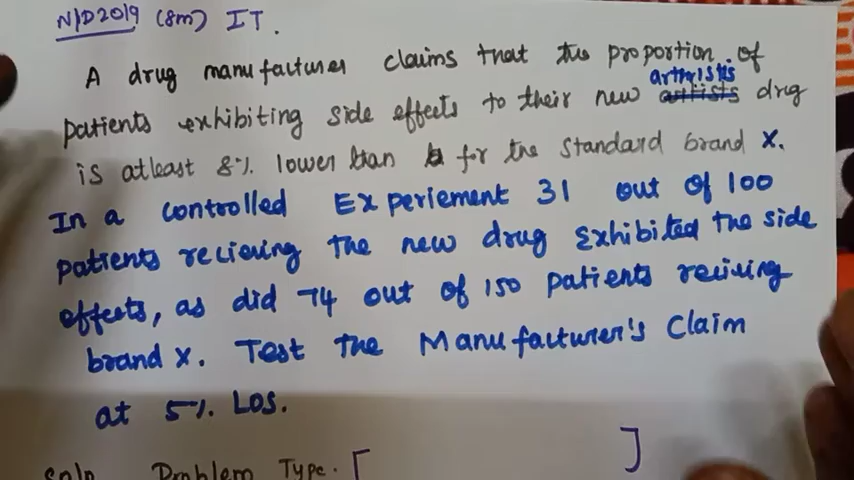 N/D2019 (8m) IT.
A drug manufacturer claims that the proportion of
arthristis
patients exhibiting side effects to their new artists drug
is atleast 8% lower than for the standard brand X.
In a controlled Experiement 31 out of 100
patients recieving the new drug Exhibited the side
effects, as did 74 out of 150 patients reciving
brand X. Test the Manufacturer's Claim
at 5% LOS.
Soln Problem Type. [ ]